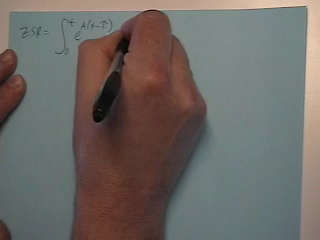 ZSR = ∫₀ᵗ e^{A(t-τ)}